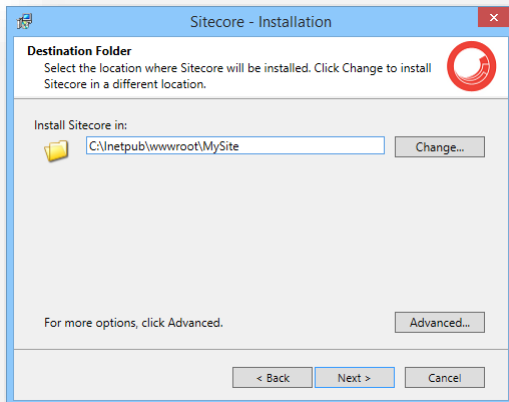 Sitecore - Installation
Destination Folder
Select the location where Sitecore will be installed. Click Change to install
Sitecore in a different location.
Install Sitecore in:
C:\Inetpub\wwwroot\MySite
Change...
For more options, click Advanced.
Advanced...
< Back
Next >
Cancel